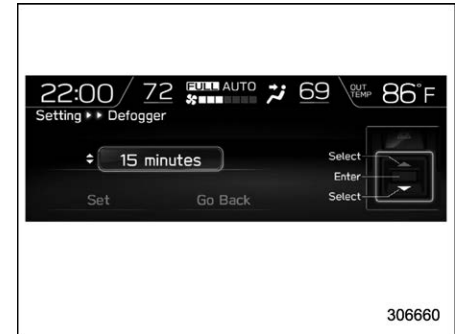 22:00 72 FULL AUTO 69 OUT TEMP 86°F
Setting ▸▸ Defogger
15 minutes
Select
Enter
Set Go Back Select
306660